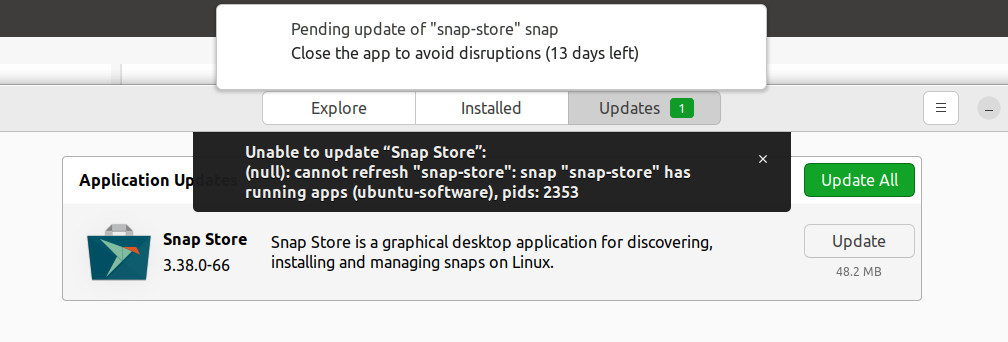 Pending update of "snap-store" snap
Close the app to avoid disruptions (13 days left)
Explore
Installed
Updates 1
Unable to update “Snap Store”:
(null): cannot refresh "snap-store": snap "snap-store" has
running apps (ubuntu-software), pids: 2353
×
Application Updates
Update All
Snap Store
3.38.0-66
Snap Store is a graphical desktop application for discovering,
installing and managing snaps on Linux.
Update
48.2 MB